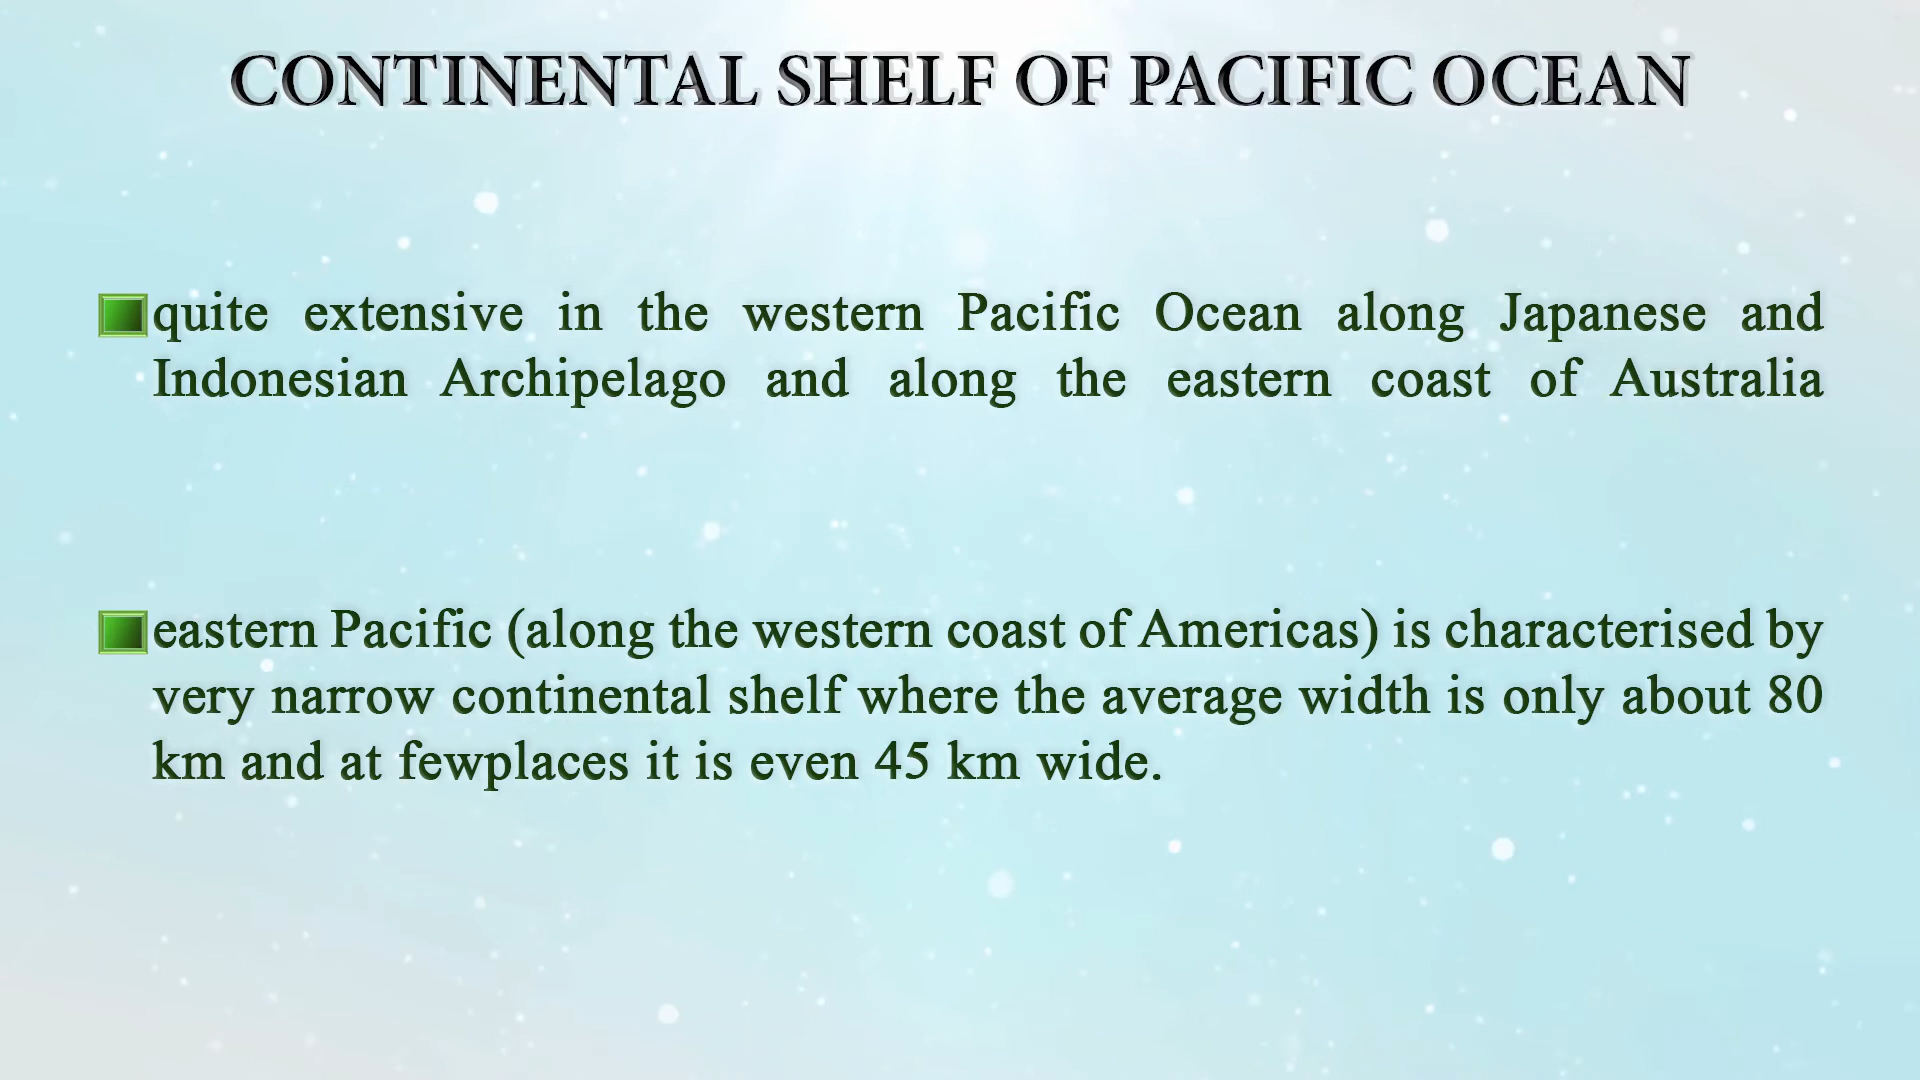 CONTINENTAL SHELF OF PACIFIC OCEAN
quite extensive in the western Pacific Ocean along Japanese and
Indonesian Archipelago and along the eastern coast of Australia
eastern Pacific (along the western coast of Americas) is characterised by
very narrow continental shelf where the average width is only about 80
km and at fewplaces it is even 45 km wide.